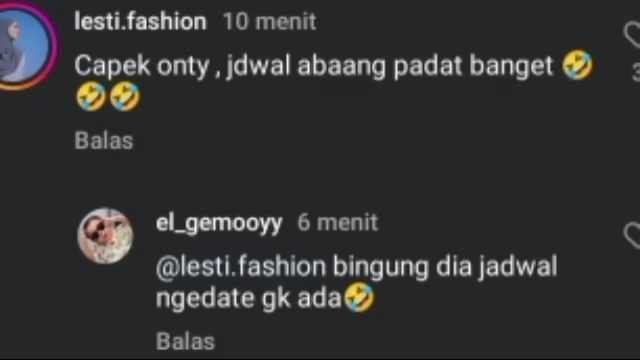 lesti.fashion 10 menit
Capek onty , jdwal abaang padat banget 🤣
🤣🤣
Balas
el_gemooyy 6 menit
@lesti.fashion bingung dia jadwal
ngedate gk ada🤣
Balas